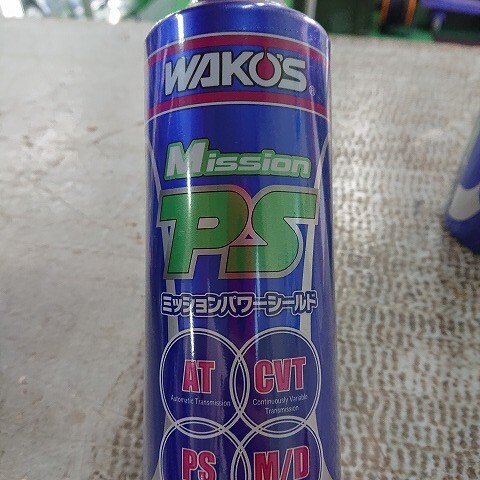 WAKO'S
®
Mission
PS
ミッションパワーシールド
AT
Automatic Transmission
CVT
Continuously Variable
Transmission
PS
M/D